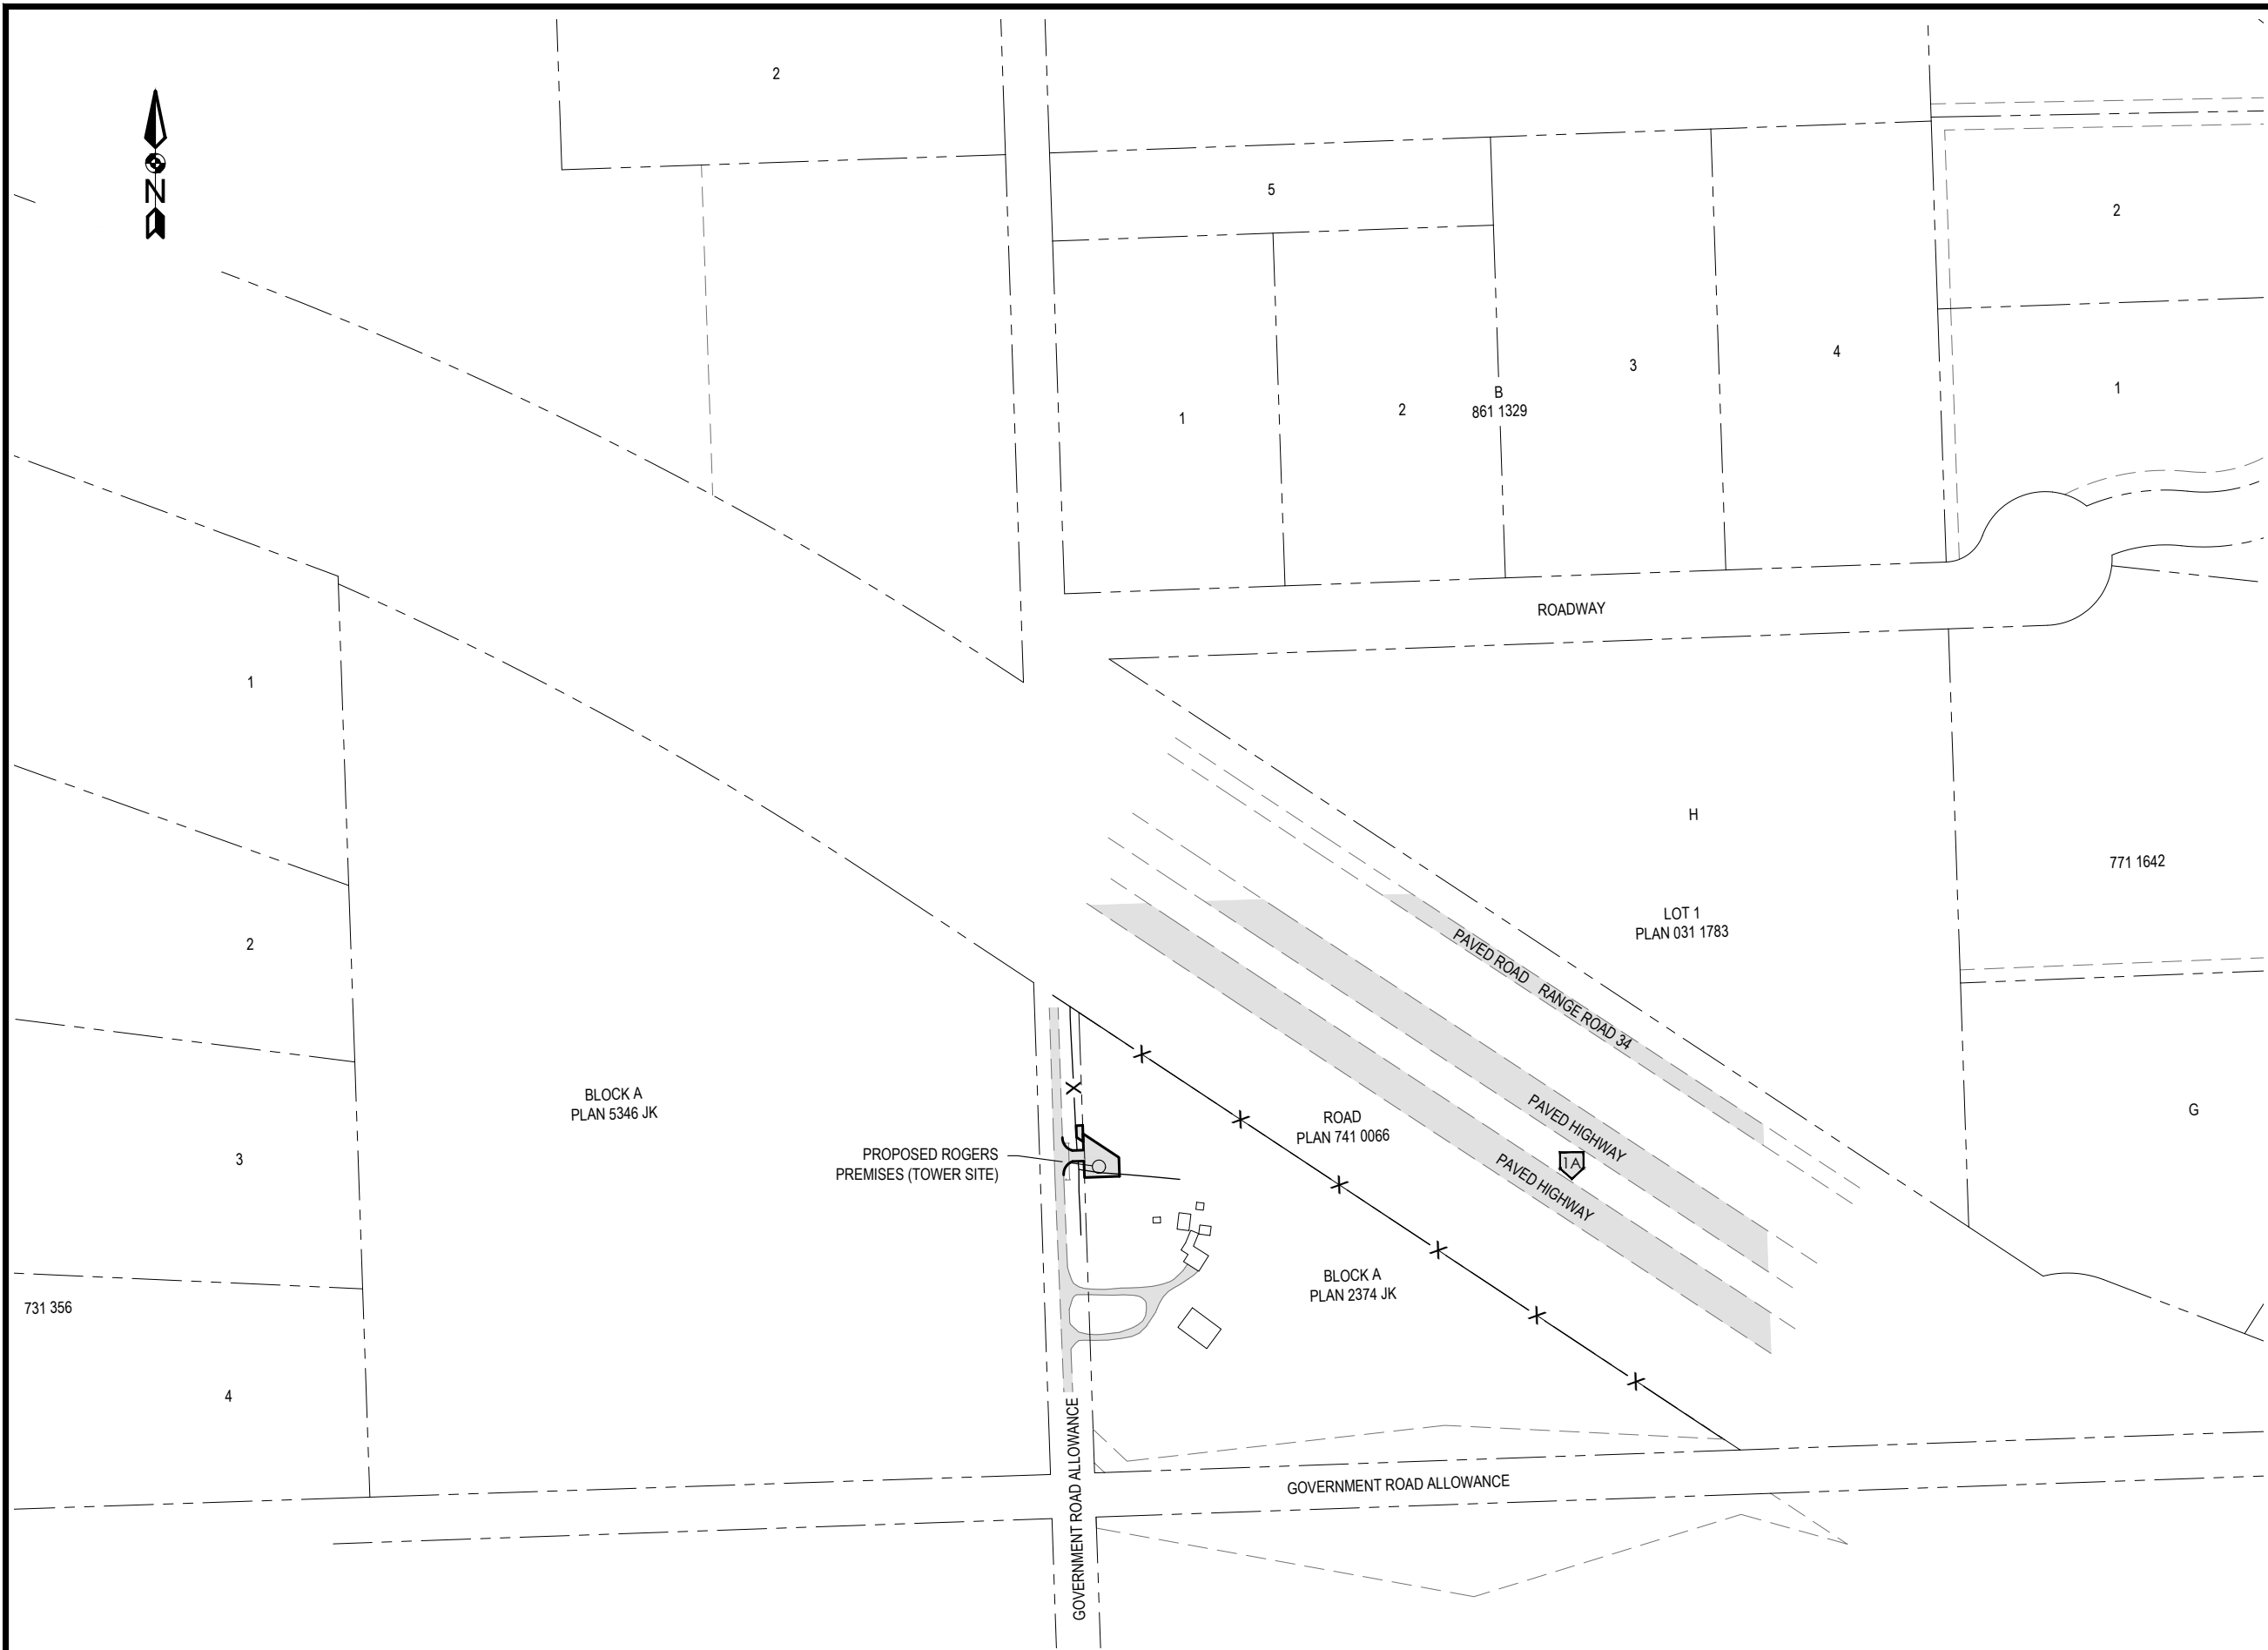 2
N
5
2
1
2
B
861 1329
3
4
1
ROADWAY
1
2
3
731 356
4
BLOCK A
PLAN 5346 JK
H
771 1642
LOT 1
PLAN 031 1783
G
PAVED ROAD RANGE ROAD 34
PAVED HIGHWAY
1A
PAVED HIGHWAY
ROAD
PLAN 741 0066
PROPOSED ROGERS
PREMISES (TOWER SITE)
BLOCK A
PLAN 2374 JK
GOVERNMENT ROAD ALLOWANCE
GOVERNMENT ROAD ALLOWANCE